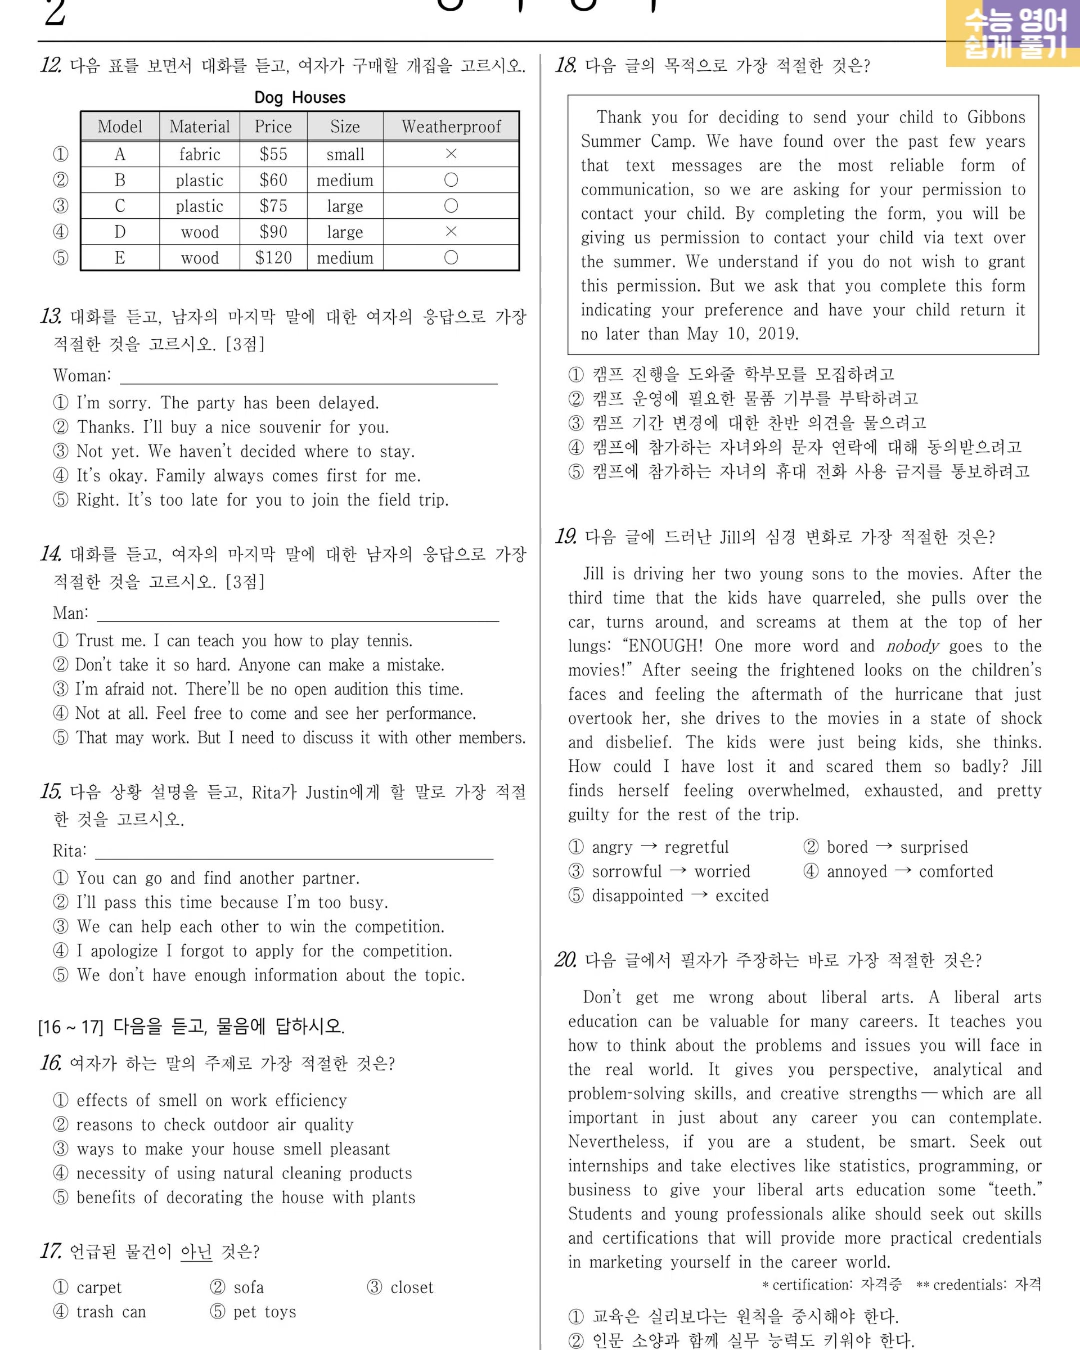 2
수능 영어
쉽게 풀기
12. 다음 표를 보면서 대화를 듣고, 여자가 구매할 개집을 고르시오.
Dog Houses
Model Material Price Size Weatherproof
① A fabric $55 small ×
② B plastic $60 medium ○
③ C plastic $75 large ○
④ D wood $90 large ×
⑤ E wood $120 medium ○
13. 대화를 듣고, 남자의 마지막 말에 대한 여자의 응답으로 가장
적절한 것을 고르시오. [3점]
Woman:
① I'm sorry. The party has been delayed.
② Thanks. I'll buy a nice souvenir for you.
③ Not yet. We haven't decided where to stay.
④ It's okay. Family always comes first for me.
⑤ Right. It's too late for you to join the field trip.
14. 대화를 듣고, 여자의 마지막 말에 대한 남자의 응답으로 가장
적절한 것을 고르시오. [3점]
Man:
① Trust me. I can teach you how to play tennis.
② Don't take it so hard. Anyone can make a mistake.
③ I'm afraid not. There'll be no open audition this time.
④ Not at all. Feel free to come and see her performance.
⑤ That may work. But I need to discuss it with other members.
15. 다음 상황 설명을 듣고, Rita가 Justin에게 할 말로 가장 적절
한 것을 고르시오.
Rita:
① You can go and find another partner.
② I'll pass this time because I'm too busy.
③ We can help each other to win the competition.
④ I apologize I forgot to apply for the competition.
⑤ We don't have enough information about the topic.
[16 ~ 17] 다음을 듣고, 물음에 답하시오.
16. 여자가 하는 말의 주제로 가장 적절한 것은?
① effects of smell on work efficiency
② reasons to check outdoor air quality
③ ways to make your house smell pleasant
④ necessity of using natural cleaning products
⑤ benefits of decorating the house with plants
17. 언급된 물건이 아닌 것은?
① carpet ② sofa ③ closet
④ trash can ⑤ pet toys
18. 다음 글의 목적으로 가장 적절한 것은?
Thank you for deciding to send your child to Gibbons
Summer Camp. We have found over the past few years
that text messages are the most reliable form of
communication, so we are asking for your permission to
contact your child. By completing the form, you will be
giving us permission to contact your child via text over
the summer. We understand if you do not wish to grant
this permission. But we ask that you complete this form
indicating your preference and have your child return it
no later than May 10, 2019.
① 캠프 진행을 도와줄 학부모를 모집하려고
② 캠프 운영에 필요한 물품 기부를 부탁하려고
③ 캠프 기간 변경에 대한 찬반 의견을 물으려고
④ 캠프에 참가하는 자녀와의 문자 연락에 대해 동의받으려고
⑤ 캠프에 참가하는 자녀의 휴대 전화 사용 금지를 통보하려고
19. 다음 글에 드러난 Jill의 심경 변화로 가장 적절한 것은?
Jill is driving her two young sons to the movies. After the
third time that the kids have quarreled, she pulls over the
car, turns around, and screams at them at the top of her
lungs: “ENOUGH! One more word and nobody goes to the
movies!” After seeing the frightened looks on the children's
faces and feeling the aftermath of the hurricane that just
overtook her, she drives to the movies in a state of shock
and disbelief. The kids were just being kids, she thinks.
How could I have lost it and scared them so badly? Jill
finds herself feeling overwhelmed, exhausted, and pretty
guilty for the rest of the trip.
① angry → regretful ② bored → surprised
③ sorrowful → worried ④ annoyed → comforted
⑤ disappointed → excited
20. 다음 글에서 필자가 주장하는 바로 가장 적절한 것은?
Don't get me wrong about liberal arts. A liberal arts
education can be valuable for many careers. It teaches you
how to think about the problems and issues you will face in
the real world. It gives you perspective, analytical and
problem-solving skills, and creative strengths — which are all
important in just about any career you can contemplate.
Nevertheless, if you are a student, be smart. Seek out
internships and take electives like statistics, programming, or
business to give your liberal arts education some “teeth.”
Students and young professionals alike should seek out skills
and certifications that will provide more practical credentials
in marketing yourself in the career world.
* certification: 자격증 ** credentials: 자격
① 교육은 실리보다는 원칙을 중시해야 한다.
② 인문 소양과 함께 실무 능력도 키워야 한다.